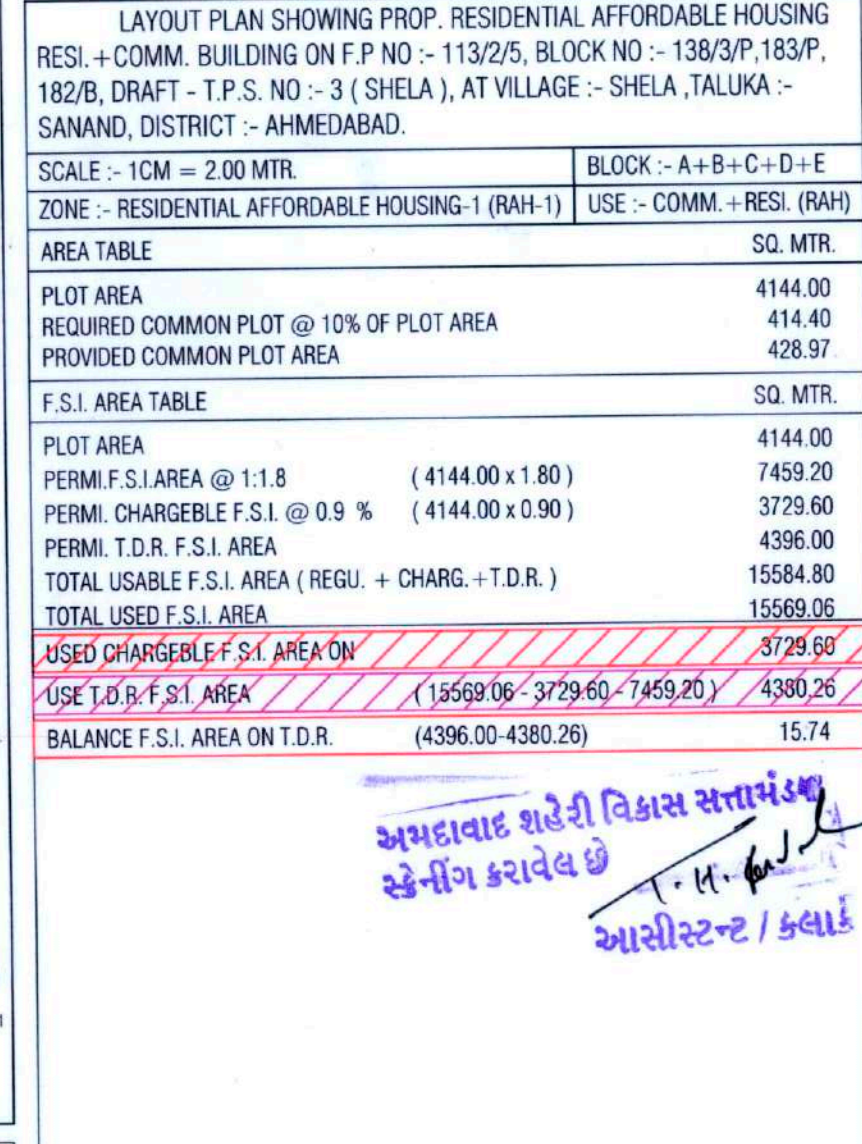 LAYOUT PLAN SHOWING PROP. RESIDENTIAL AFFORDABLE HOUSING
RESI.+COMM. BUILDING ON F.P NO :- 113/2/5, BLOCK NO :- 138/3/P,183/P,
182/B, DRAFT - T.P.S. NO :- 3 ( SHELA ), AT VILLAGE :- SHELA ,TALUKA :-
SANAND, DISTRICT :- AHMEDABAD.
SCALE :- 1CM = 2.00 MTR. BLOCK :- A+B+C+D+E
ZONE :- RESIDENTIAL AFFORDABLE HOUSING-1 (RAH-1) USE :- COMM.+RESI. (RAH)
AREA TABLE SQ. MTR.
PLOT AREA 4144.00
REQUIRED COMMON PLOT @ 10% OF PLOT AREA 414.40
PROVIDED COMMON PLOT AREA 428.97
F.S.I. AREA TABLE SQ. MTR.
PLOT AREA 4144.00
PERMI.F.S.I.AREA @ 1:1.8 ( 4144.00 x 1.80 ) 7459.20
PERMI. CHARGEBLE F.S.I. @ 0.9 % ( 4144.00 x 0.90 ) 3729.60
PERMI. T.D.R. F.S.I. AREA 4396.00
TOTAL USABLE F.S.I. AREA ( REGU. + CHARG.+T.D.R. ) 15584.80
TOTAL USED F.S.I. AREA 15569.06
USED CHARGEBLE F.S.I. AREA ON 3729.60
USE T.D.R. F.S.I. AREA ( 15569.06 - 3729.60 - 7459.20 ) 4380.26
BALANCE F.S.I. AREA ON T.D.R. (4396.00-4380.26) 15.74
અમદાવાદ શહેરી વિકાસ સત્તામંડળ
સ્કેનીંગ કરાવેલ છે
આસીસ્ટન્ટ / કલાર્ક